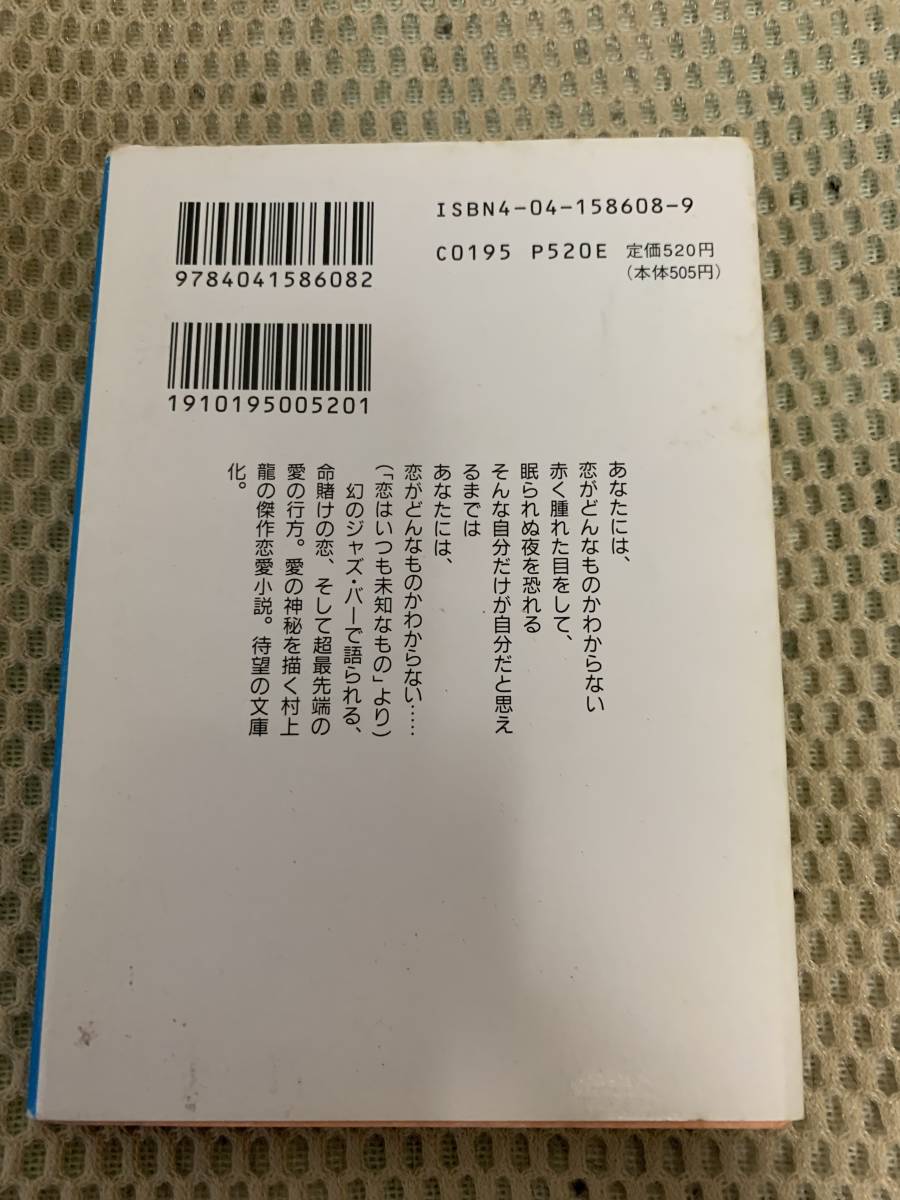 9784041586082
ISBN4-04-158608-9
C0195 P520E 定価520円
(本体505円)
1910195005201
あなたには、
恋がどんなものかわからない
赤く腫れた目をして、
眠られぬ夜を恐れる
そんな自分だけが自分だと思え
るまでは
あなたには、
恋がどんなものかわからない……
(「恋はいつも未知なもの」より)
幻のジャズ・バーで語られる、
命賭けの恋、そして超最先端の
愛の行方。愛の神秘を描く村上
龍の傑作恋愛小説。待望の文庫
化。